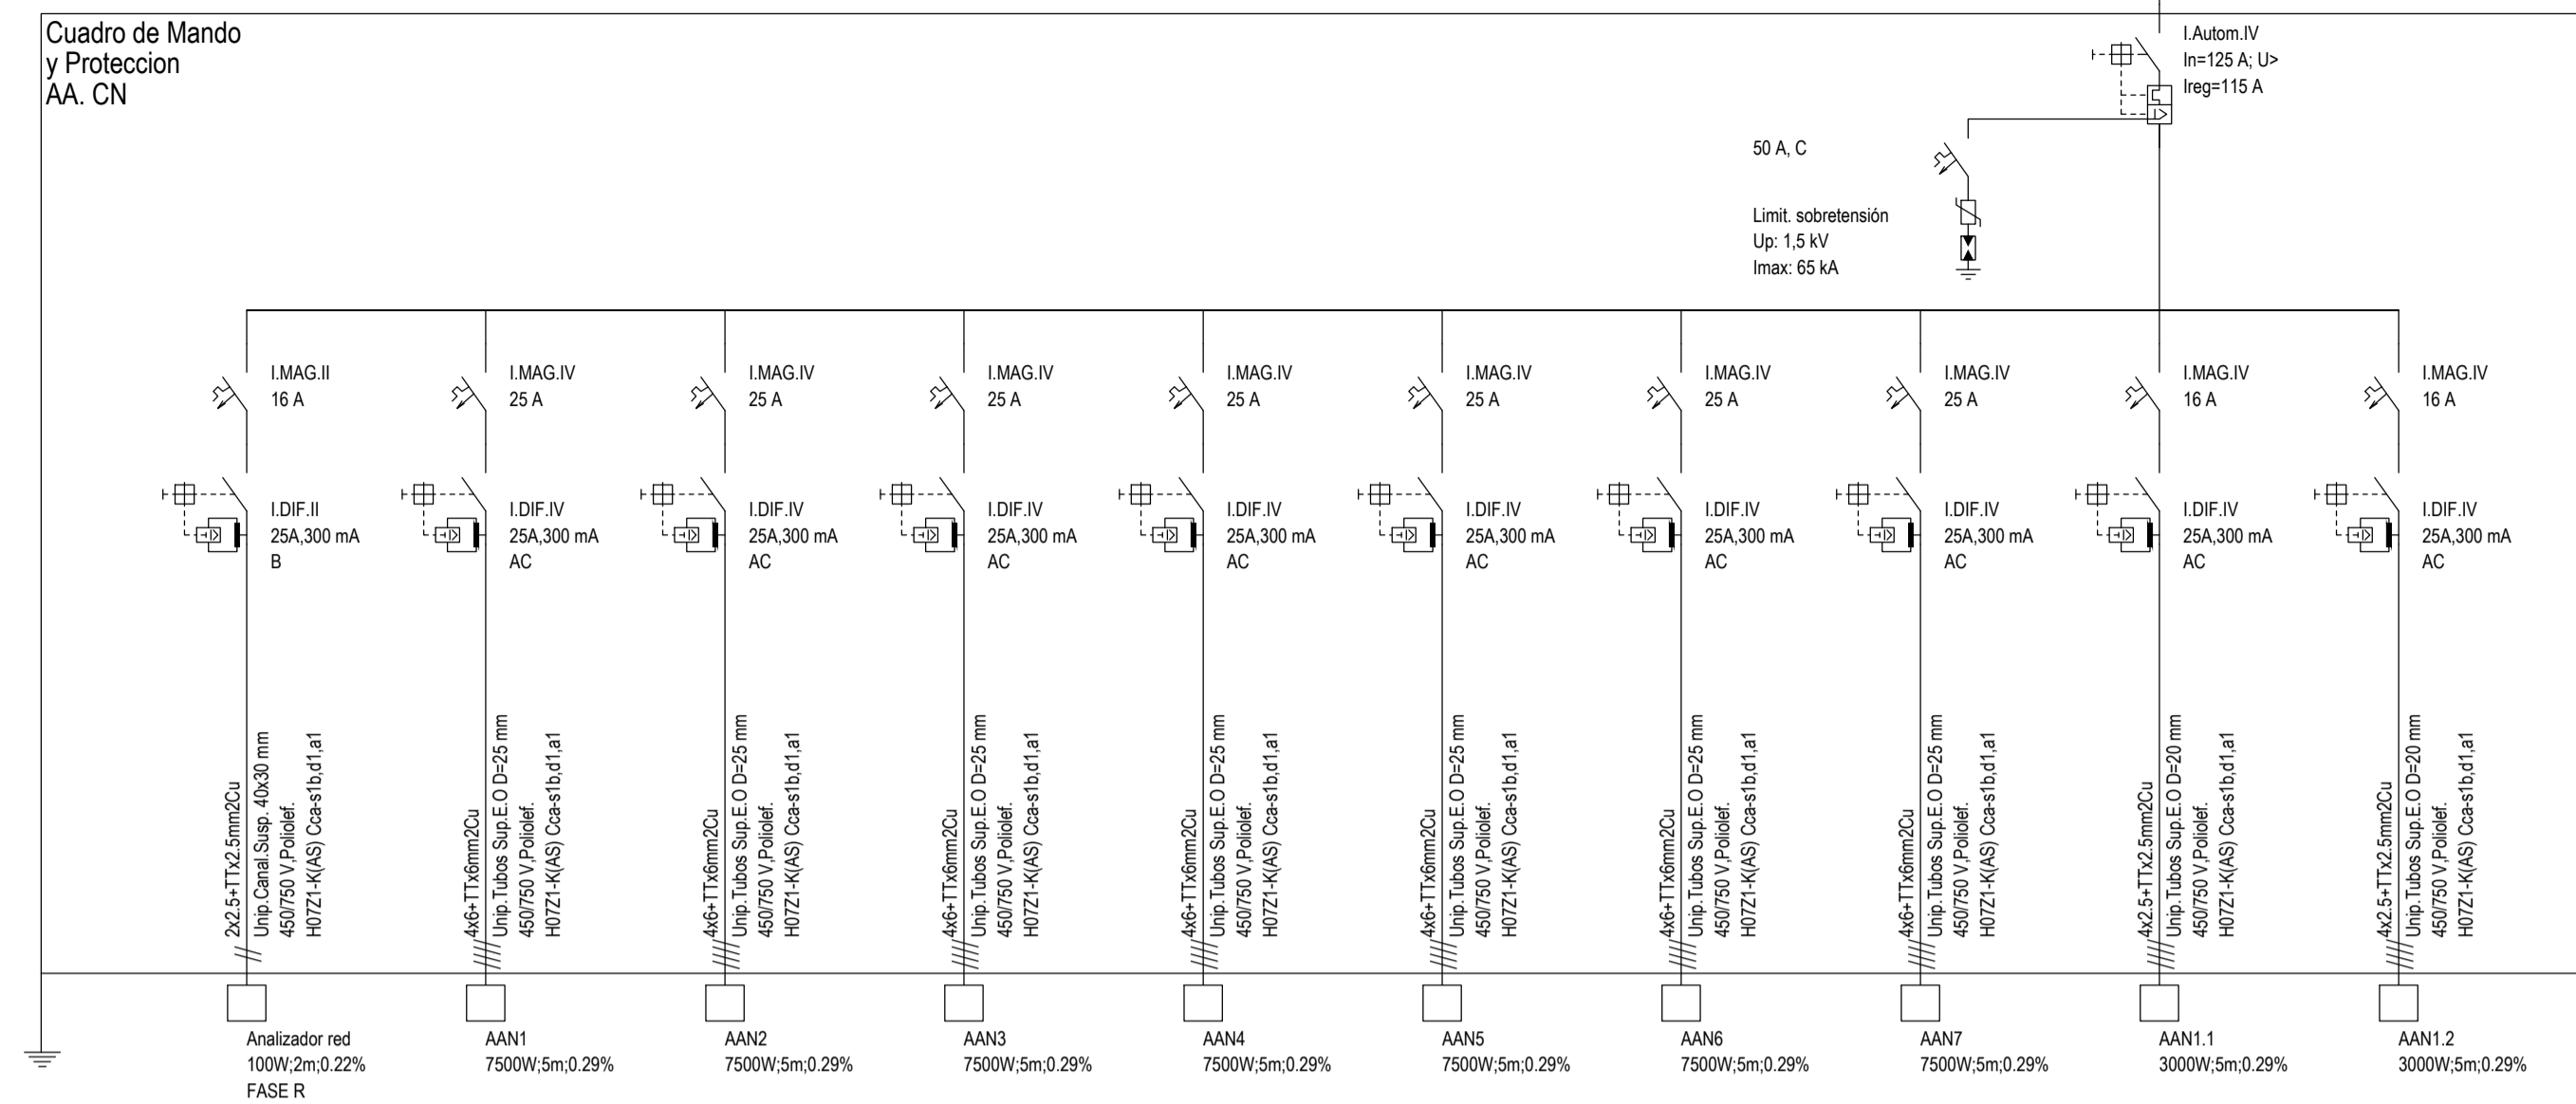 Cuadro de Mando
y Proteccion
AA. CN
I.Autom.IV
In=125 A; U>
Ireg=115 A
50 A, C
Limit. sobretensión
Up: 1,5 kV
Imax: 65 kA
I.MAG.II
16 A
I.DIF.II
25A,300 mA
B
2x2.5+TTx2.5mm2Cu
Unip.Canal.Susp. 40x30 mm
450/750 V,Poliolef.
H07Z1-K(AS) Cca-s1b,d1,a1
Analizador red
100W;2m;0.22%
FASE R
I.MAG.IV
25 A
I.DIF.IV
25A,300 mA
AC
4x6+TTx6mm2Cu
Unip.Tubos Sup.E.O D=25 mm
450/750 V,Poliolef.
H07Z1-K(AS) Cca-s1b,d1,a1
AAN1
7500W;5m;0.29%
I.MAG.IV
25 A
I.DIF.IV
25A,300 mA
AC
4x6+TTx6mm2Cu
Unip.Tubos Sup.E.O D=25 mm
450/750 V,Poliolef.
H07Z1-K(AS) Cca-s1b,d1,a1
AAN2
7500W;5m;0.29%
I.MAG.IV
25 A
I.DIF.IV
25A,300 mA
AC
4x6+TTx6mm2Cu
Unip.Tubos Sup.E.O D=25 mm
450/750 V,Poliolef.
H07Z1-K(AS) Cca-s1b,d1,a1
AAN3
7500W;5m;0.29%
I.MAG.IV
25 A
I.DIF.IV
25A,300 mA
AC
4x6+TTx6mm2Cu
Unip.Tubos Sup.E.O D=25 mm
450/750 V,Poliolef.
H07Z1-K(AS) Cca-s1b,d1,a1
AAN4
7500W;5m;0.29%
I.MAG.IV
25 A
I.DIF.IV
25A,300 mA
AC
4x6+TTx6mm2Cu
Unip.Tubos Sup.E.O D=25 mm
450/750 V,Poliolef.
H07Z1-K(AS) Cca-s1b,d1,a1
AAN5
7500W;5m;0.29%
I.MAG.IV
25 A
I.DIF.IV
25A,300 mA
AC
4x6+TTx6mm2Cu
Unip.Tubos Sup.E.O D=25 mm
450/750 V,Poliolef.
H07Z1-K(AS) Cca-s1b,d1,a1
AAN6
7500W;5m;0.29%
I.MAG.IV
25 A
I.DIF.IV
25A,300 mA
AC
4x6+TTx6mm2Cu
Unip.Tubos Sup.E.O D=25 mm
450/750 V,Poliolef.
H07Z1-K(AS) Cca-s1b,d1,a1
AAN7
7500W;5m;0.29%
I.MAG.IV
16 A
I.DIF.IV
25A,300 mA
AC
4x2.5+TTx2.5mm2Cu
Unip.Tubos Sup.E.O D=20 mm
450/750 V,Poliolef.
H07Z1-K(AS) Cca-s1b,d1,a1
AAN1.1
3000W;5m;0.29%
I.MAG.IV
16 A
I.DIF.IV
25A,300 mA
AC
4x2.5+TTx2.5mm2Cu
Unip.Tubos Sup.E.O D=20 mm
450/750 V,Poliolef.
H07Z1-K(AS) Cca-s1b,d1,a1
AAN1.2
3000W;5m;0.29%